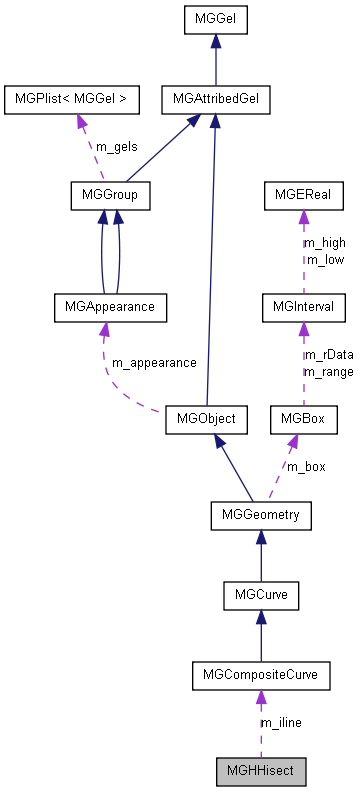 MGGel
MGPlist< MGGel >
MGAttribedGel
m_gels
MGGroup
MGEReal
m_high
m_low
MGAppearance
MGInterval
m_appearance
m_rData
m_range
MGObject
MGBox
m_box
MGGeometry
MGCurve
MGCompositeCurve
m_iline
MGHHisect